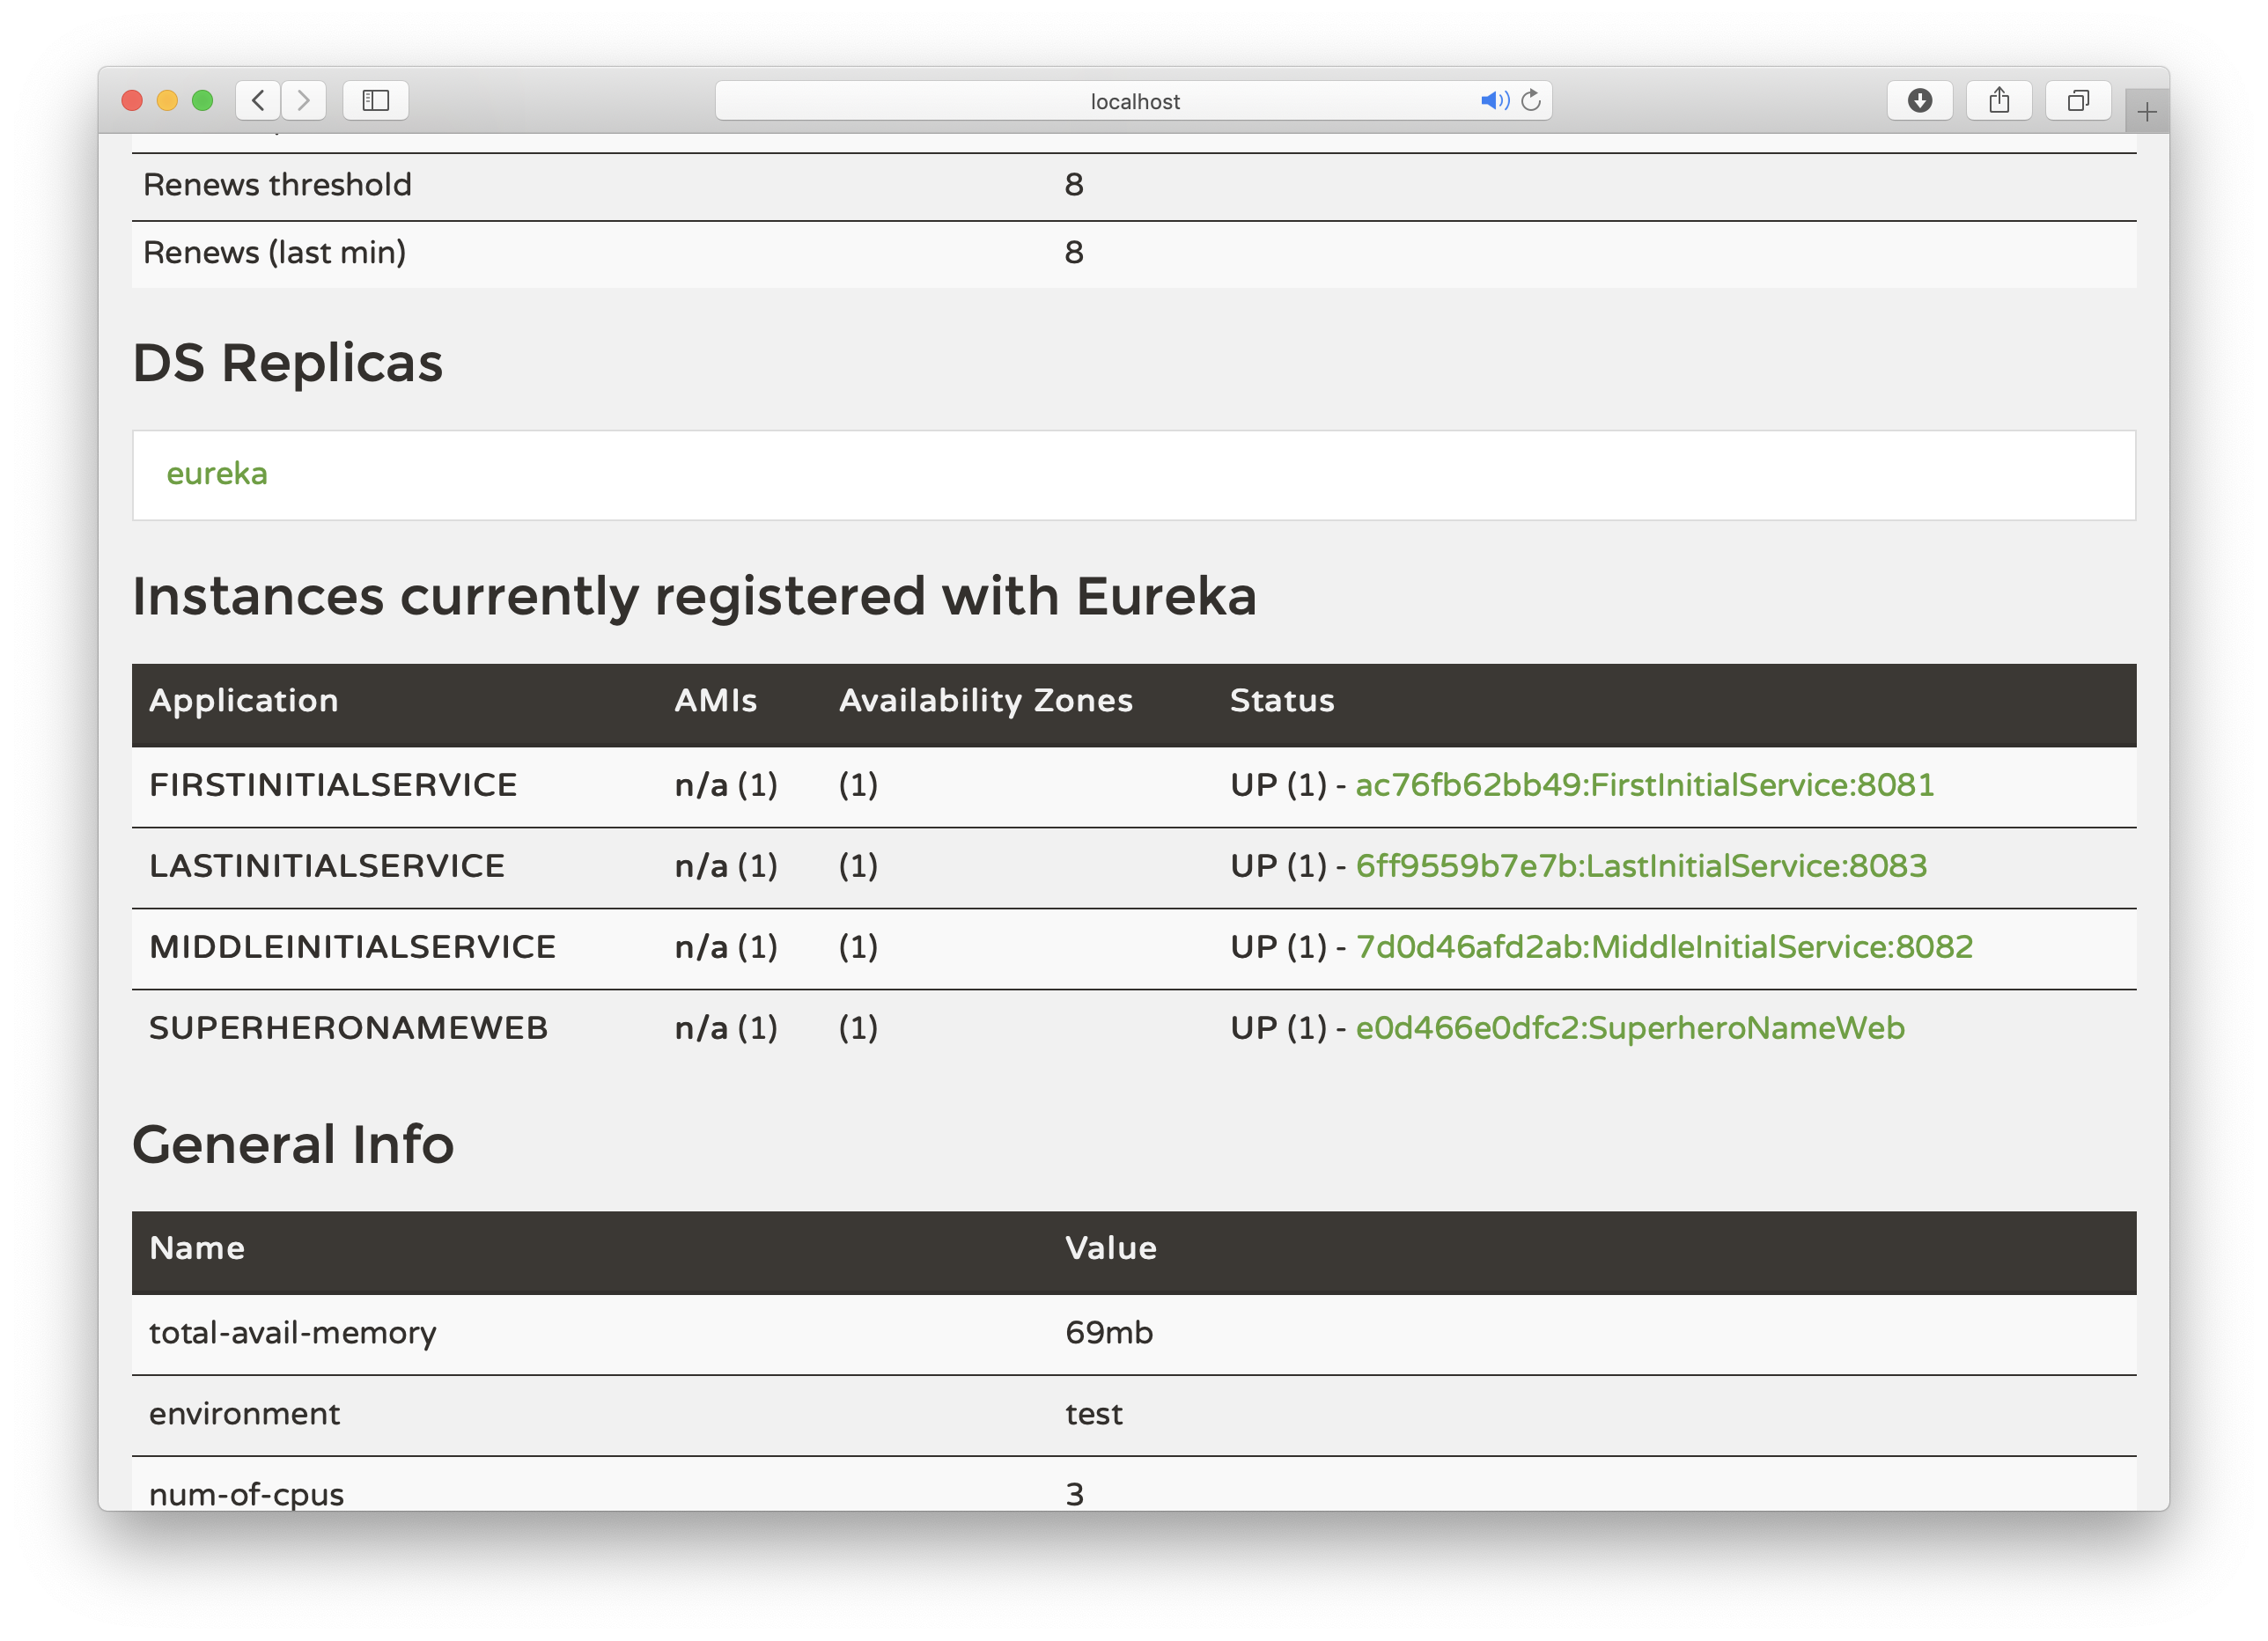 localhost
Renews threshold 8
Renews (last min) 8
DS Replicas
eureka
Instances currently registered with Eureka
Application AMIs Availability Zones Status
FIRSTINITIALSERVICE n/a (1) (1) UP (1) - ac76fb62bb49:FirstInitialService:8081
LASTINITIALSERVICE n/a (1) (1) UP (1) - 6ff9559b7e7b:LastInitialService:8083
MIDDLEINITIALSERVICE n/a (1) (1) UP (1) - 7d0d46afd2ab:MiddleInitialService:8082
SUPERHERONAMEWEB n/a (1) (1) UP (1) - e0d466e0dfc2:SuperheroNameWeb
General Info
Name Value
total-avail-memory 69mb
environment test
num-of-cpus 3